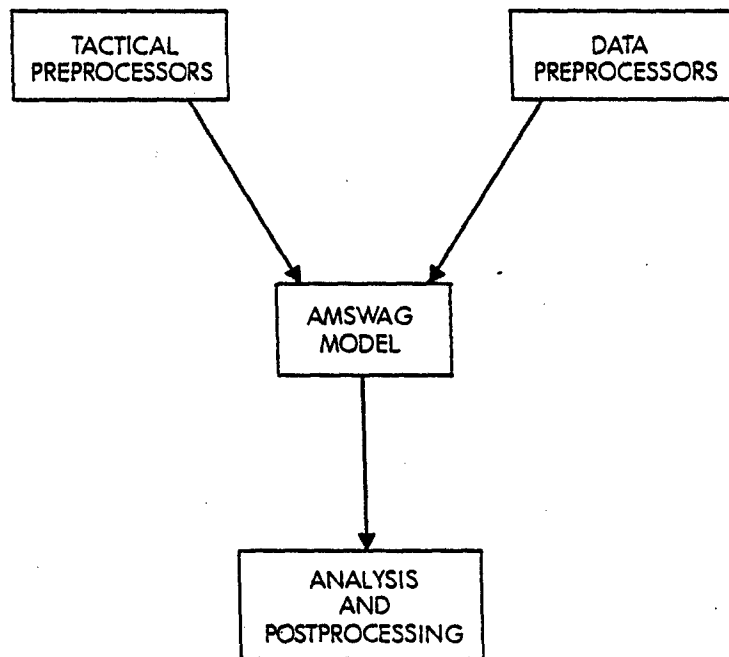 TACTICAL
PREPROCESSORS
DATA
PREPROCESSORS
AMSWAG
MODEL
ANALYSIS
AND
POSTPROCESSING